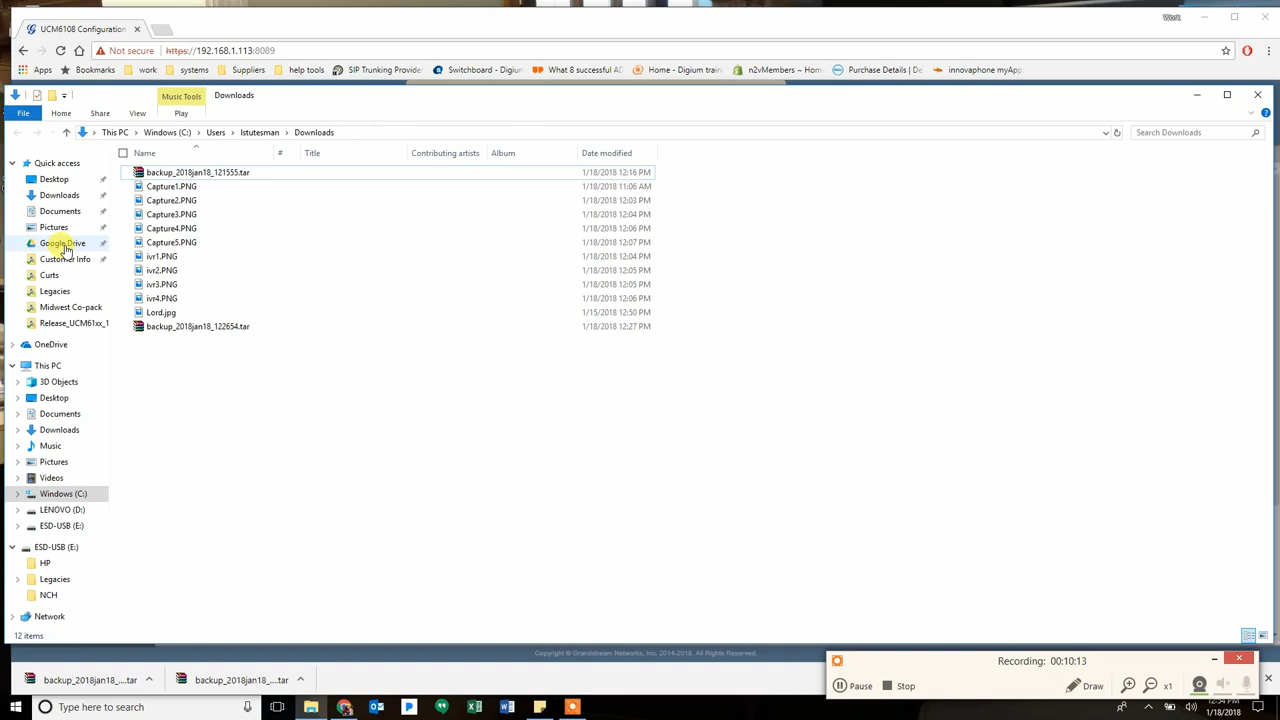 Work
UCM6108 Configuration
Not secure https://192.168.1.113:8089
Apps Bookmarks work systems Suppliers help tools SIP Trunking Provide Switchboard - Digium What 8 successful AD Home - Digium train n2vMembers ~ Hom Purchase Details | De innovaphone myApp
Music Tools Downloads
File Home Share View Play
This PC Windows (C:) Users lstutesman Downloads Search Downloads
Name # Title Contributing artists Album Date modified
Quick access
Desktop
Downloads
Documents
Pictures
Google Drive
Customer Info
Curts
Legacies
Midwest Co-pack
Release_UCM61xx_1
OneDrive
This PC
3D Objects
Desktop
Documents
Downloads
Music
Pictures
Videos
Windows (C:)
LENOVO (D:)
ESD-USB (E:)
ESD-USB (E:)
HP
Legacies
NCH
Network
backup_2018jan18_121555.tar 1/18/2018 12:16 PM
Capture1.PNG 1/18/2018 11:06 AM
Capture2.PNG 1/18/2018 12:03 PM
Capture3.PNG 1/18/2018 12:04 PM
Capture4.PNG 1/18/2018 12:06 PM
Capture5.PNG 1/18/2018 12:07 PM
ivr1.PNG 1/18/2018 12:04 PM
ivr2.PNG 1/18/2018 12:05 PM
ivr3.PNG 1/18/2018 12:05 PM
ivr4.PNG 1/18/2018 12:06 PM
Lord.jpg 1/15/2018 12:50 PM
backup_2018jan18_122654.tar 1/18/2018 12:27 PM
12 items
Copyright © Grandstream Networks, Inc. 2014-2018. All Rights Reserved.
Recording: 00:10:13
Pause Stop Draw x1
backup_2018jan18_....tar backup_2018jan18_....tar
Type here to search
12:54 PM
1/18/2018